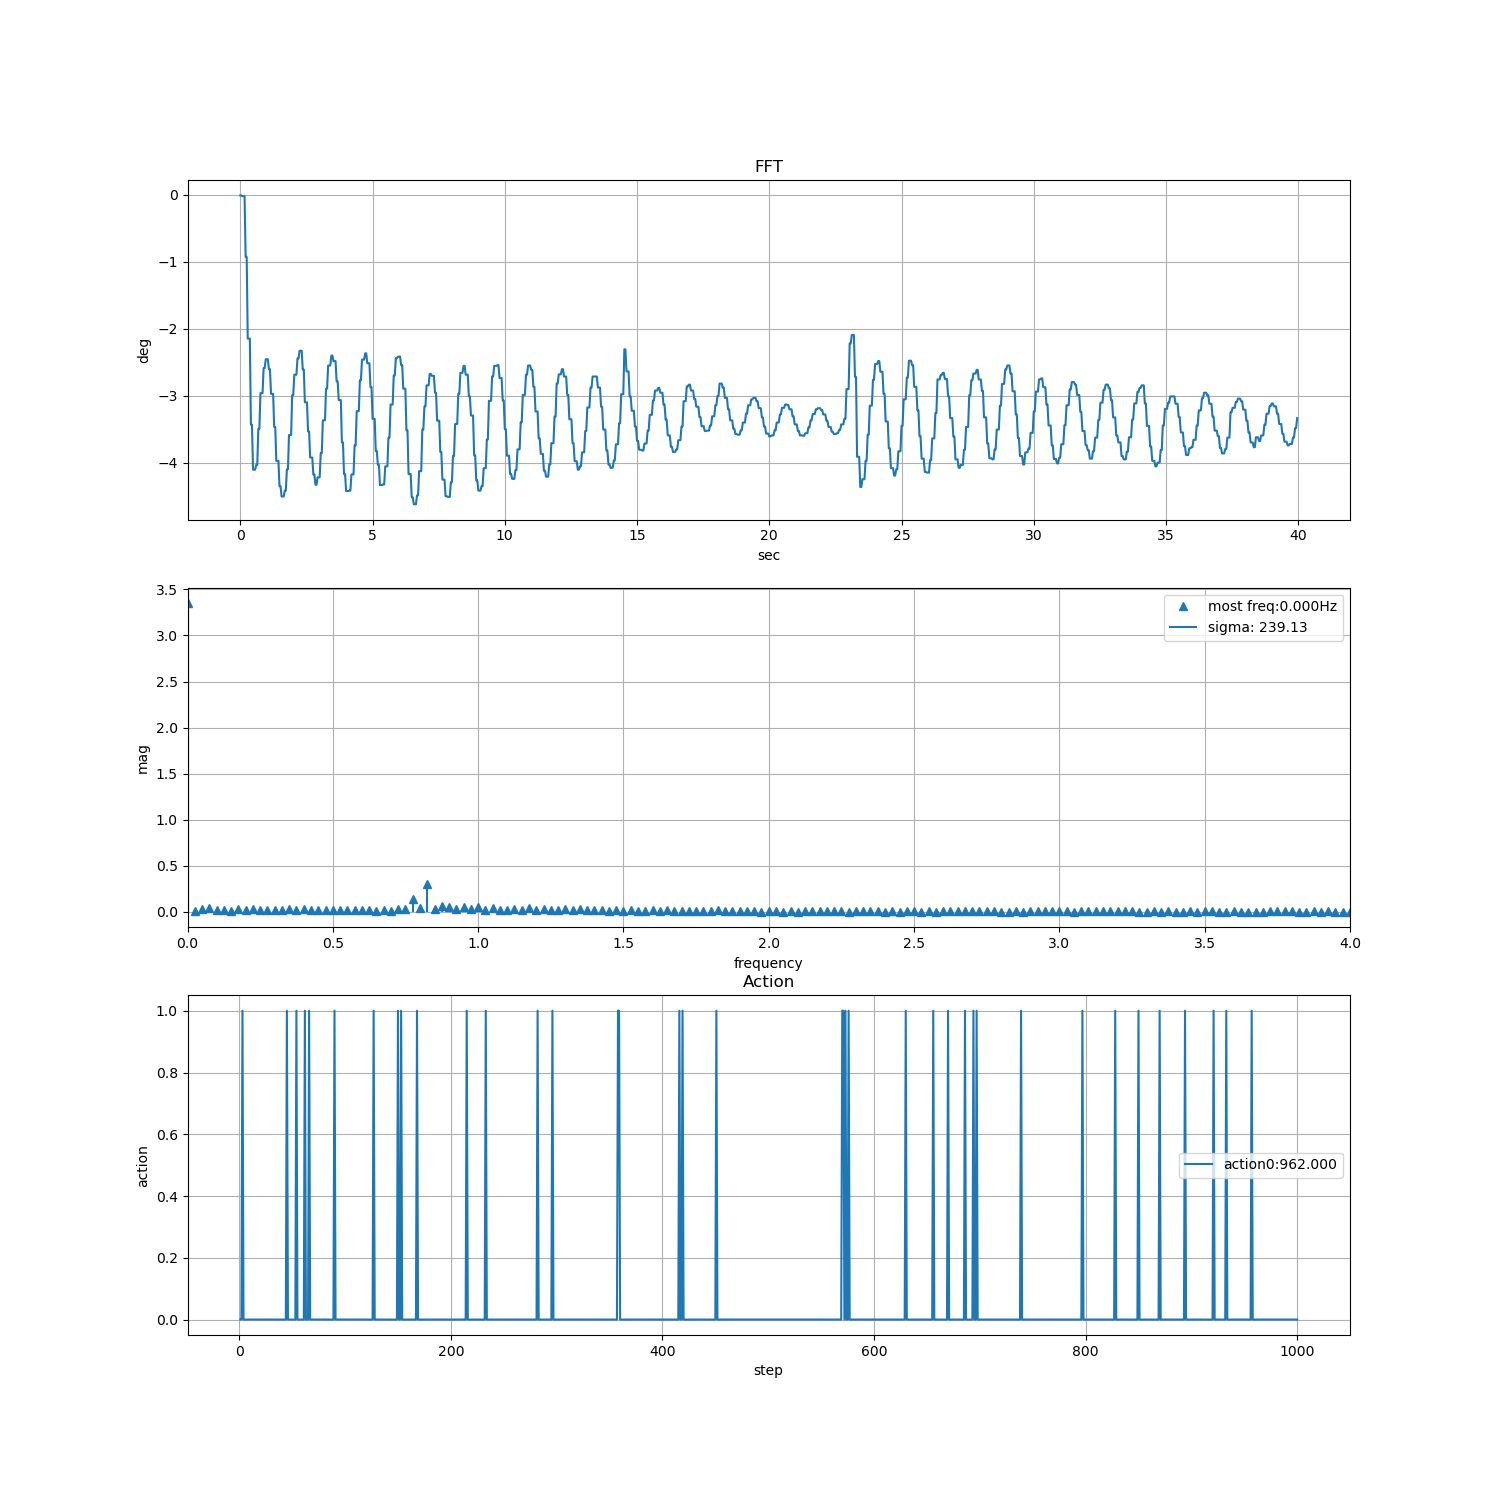 FFT
0
−1
−2
−3
−4
deg
0 5 10 15 20 25 30 35 40
sec
3.5
3.0
2.5
2.0
1.5
1.0
0.5
0.0
mag
most freq:0.000Hz
sigma: 239.13
0.0 0.5 1.0 1.5 2.0 2.5 3.0 3.5 4.0
frequency
Action
1.0
0.8
0.6
0.4
0.2
0.0
action
action0:962.000
0 200 400 600 800 1000
step